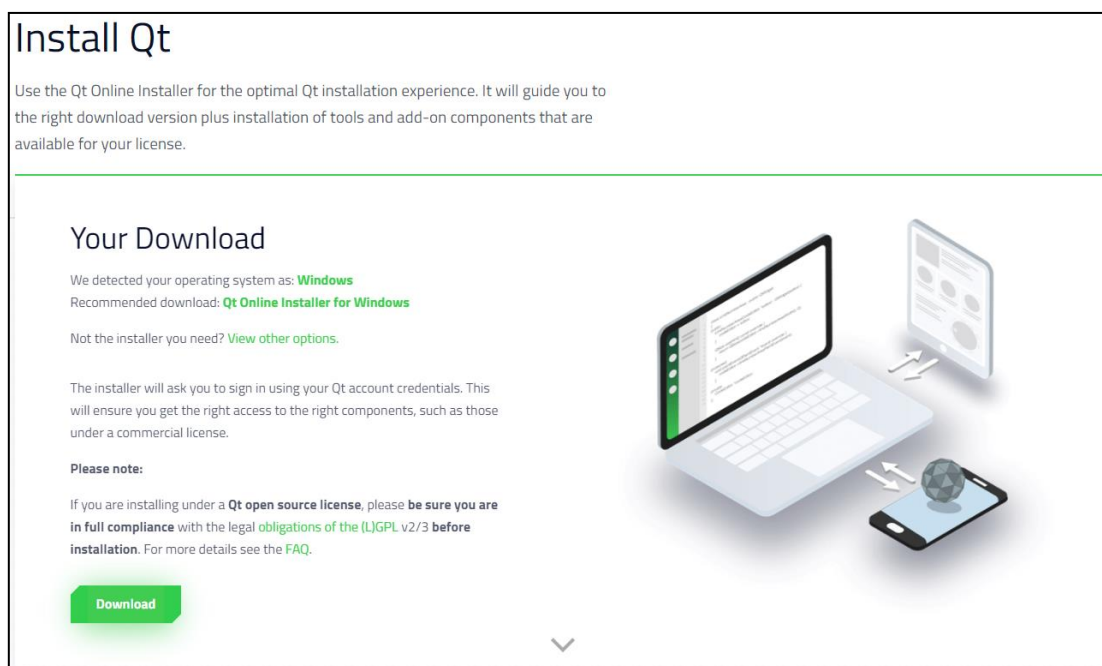 Install Qt
Use the Qt Online Installer for the optimal Qt installation experience. It will guide you to
the right download version plus installation of tools and add-on components that are
available for your license.
Your Download
We detected your operating system as: Windows
Recommended download: Qt Online Installer for Windows
Not the installer you need? View other options.
The installer will ask you to sign in using your Qt account credentials. This
will ensure you get the right access to the right components, such as those
under a commercial license.
Please note:
If you are installing under a Qt open source license, please be sure you are
in full compliance with the legal obligations of the (L)GPL v2/3 before
installation. For more details see the FAQ.
Download